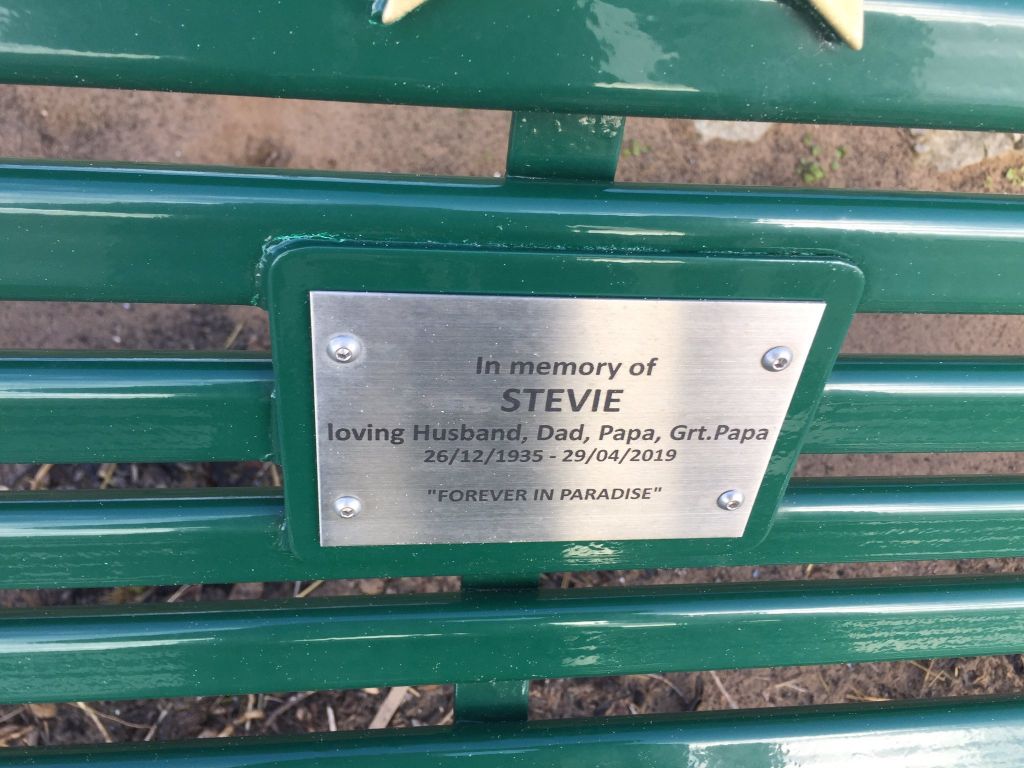 In memory of
STEVIE
loving Husband, Dad, Papa, Grt.Papa
26/12/1935 - 29/04/2019
"FOREVER IN PARADISE"